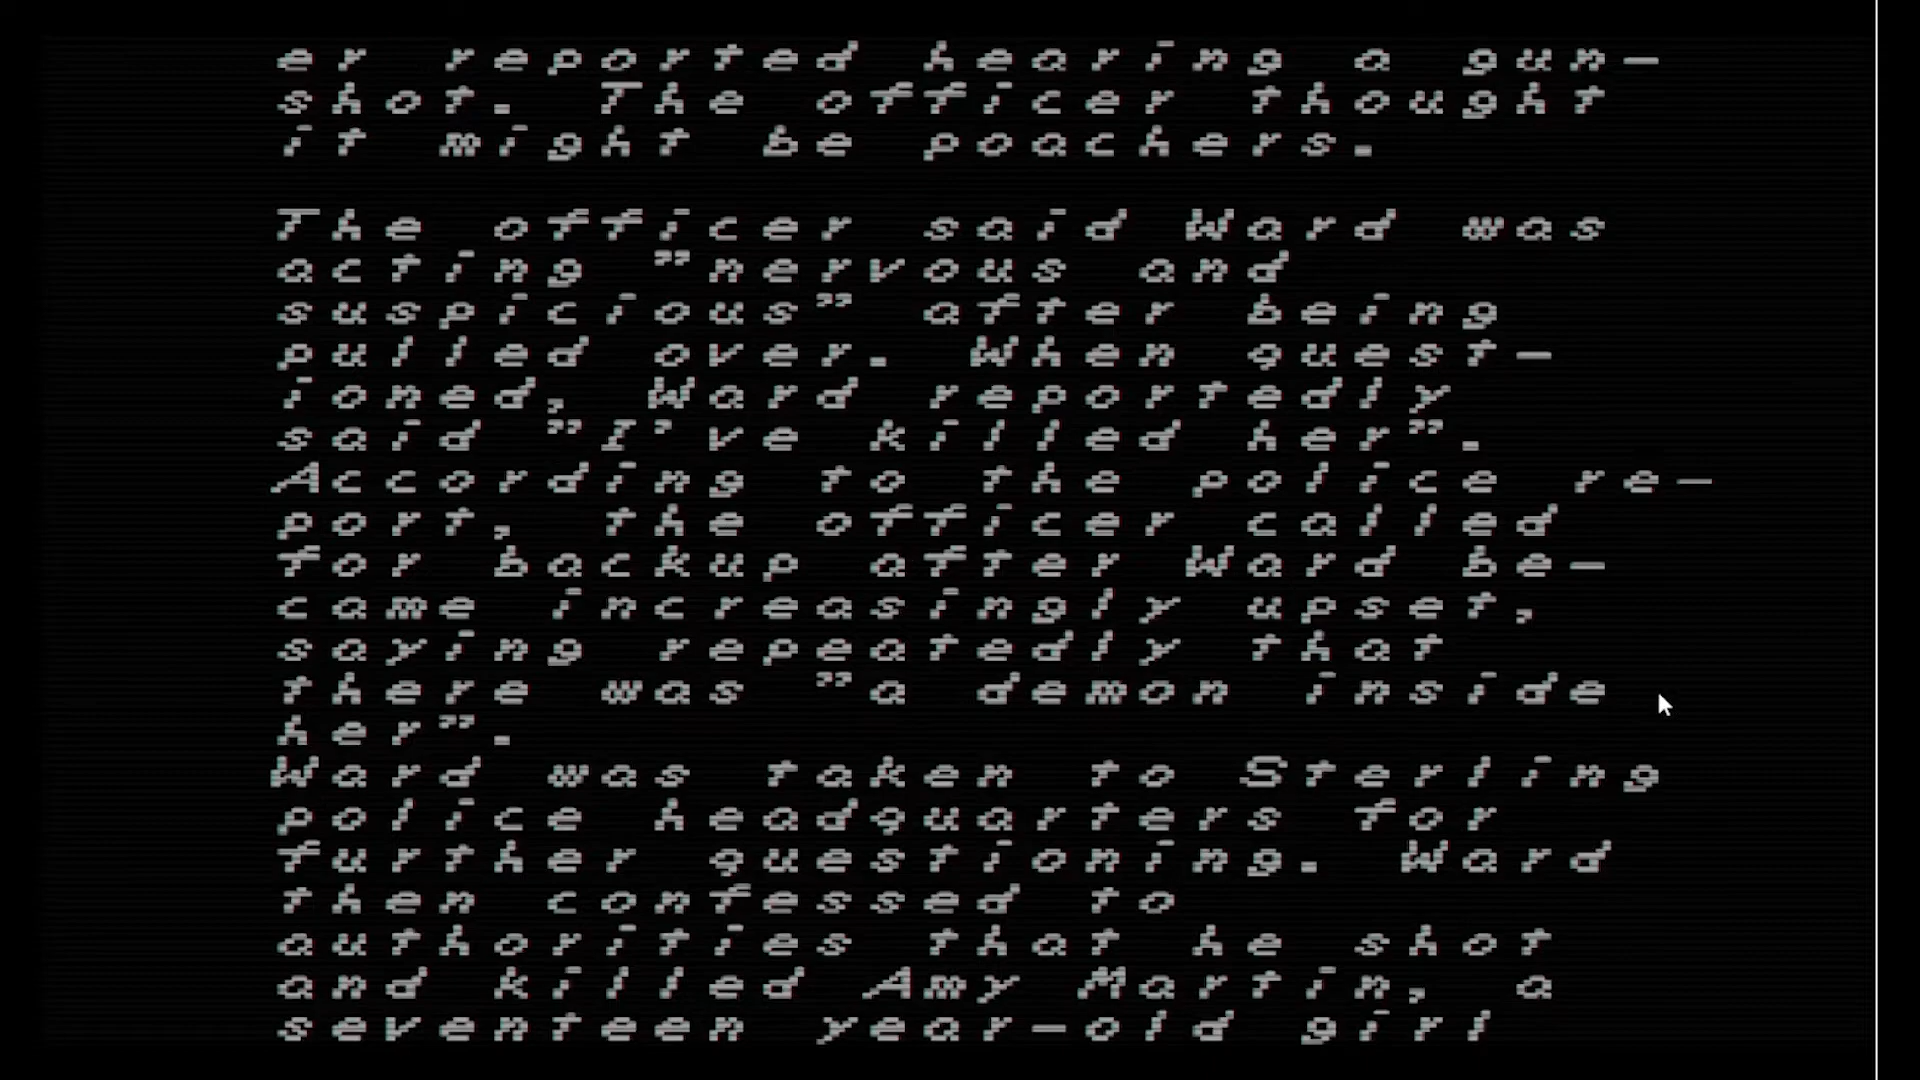 er reported hearing a gun-
shot. The officer thought
it might be poachers.
The officer said Ward was
acting "nervous and
suspicious" after being
pulled over. When quest-
ioned, Ward reportedly
said "I've killed her".
According to the police re-
port, the officer called
for backup after Ward be-
came increasingly upset,
saying repeatedly that
there was "a demon inside
her".
Ward was taken to Sterling
police headquarters for
further questioning. Ward
then confessed to
authorities that he shot
and killed Amy Martin, a
seventeen year-old girl